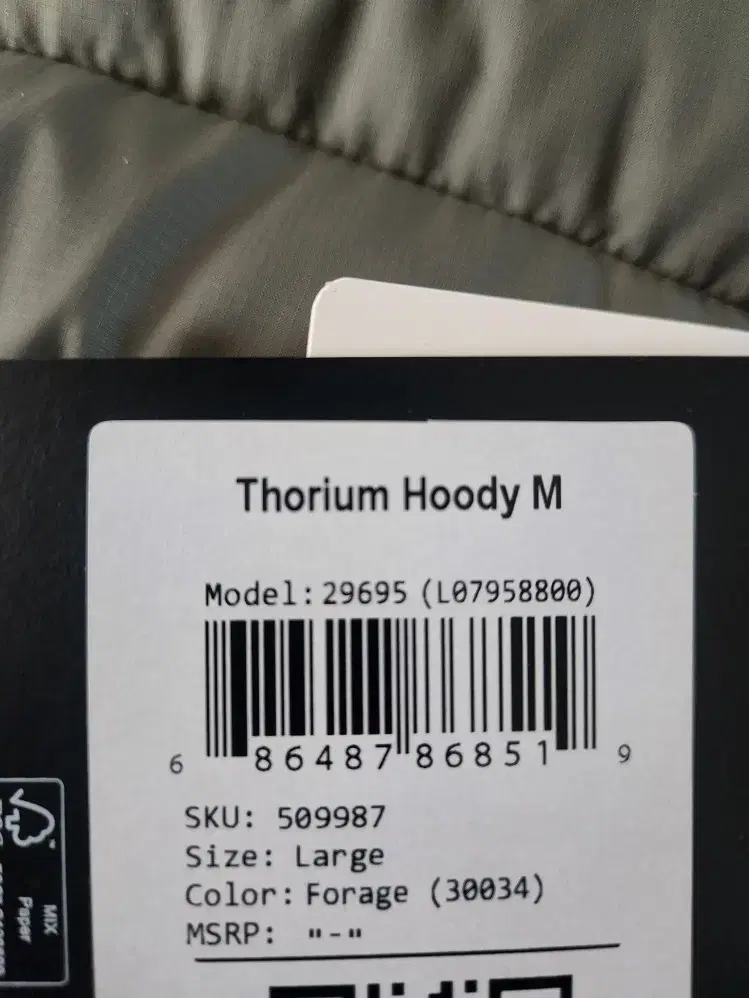 Thorium Hoody M
Model: 29695 (L07958800)
6 86487 86851 9
SKU: 509987
Size: Large
Color: Forage (30034)
MSRP: "-"
MIX
Paper